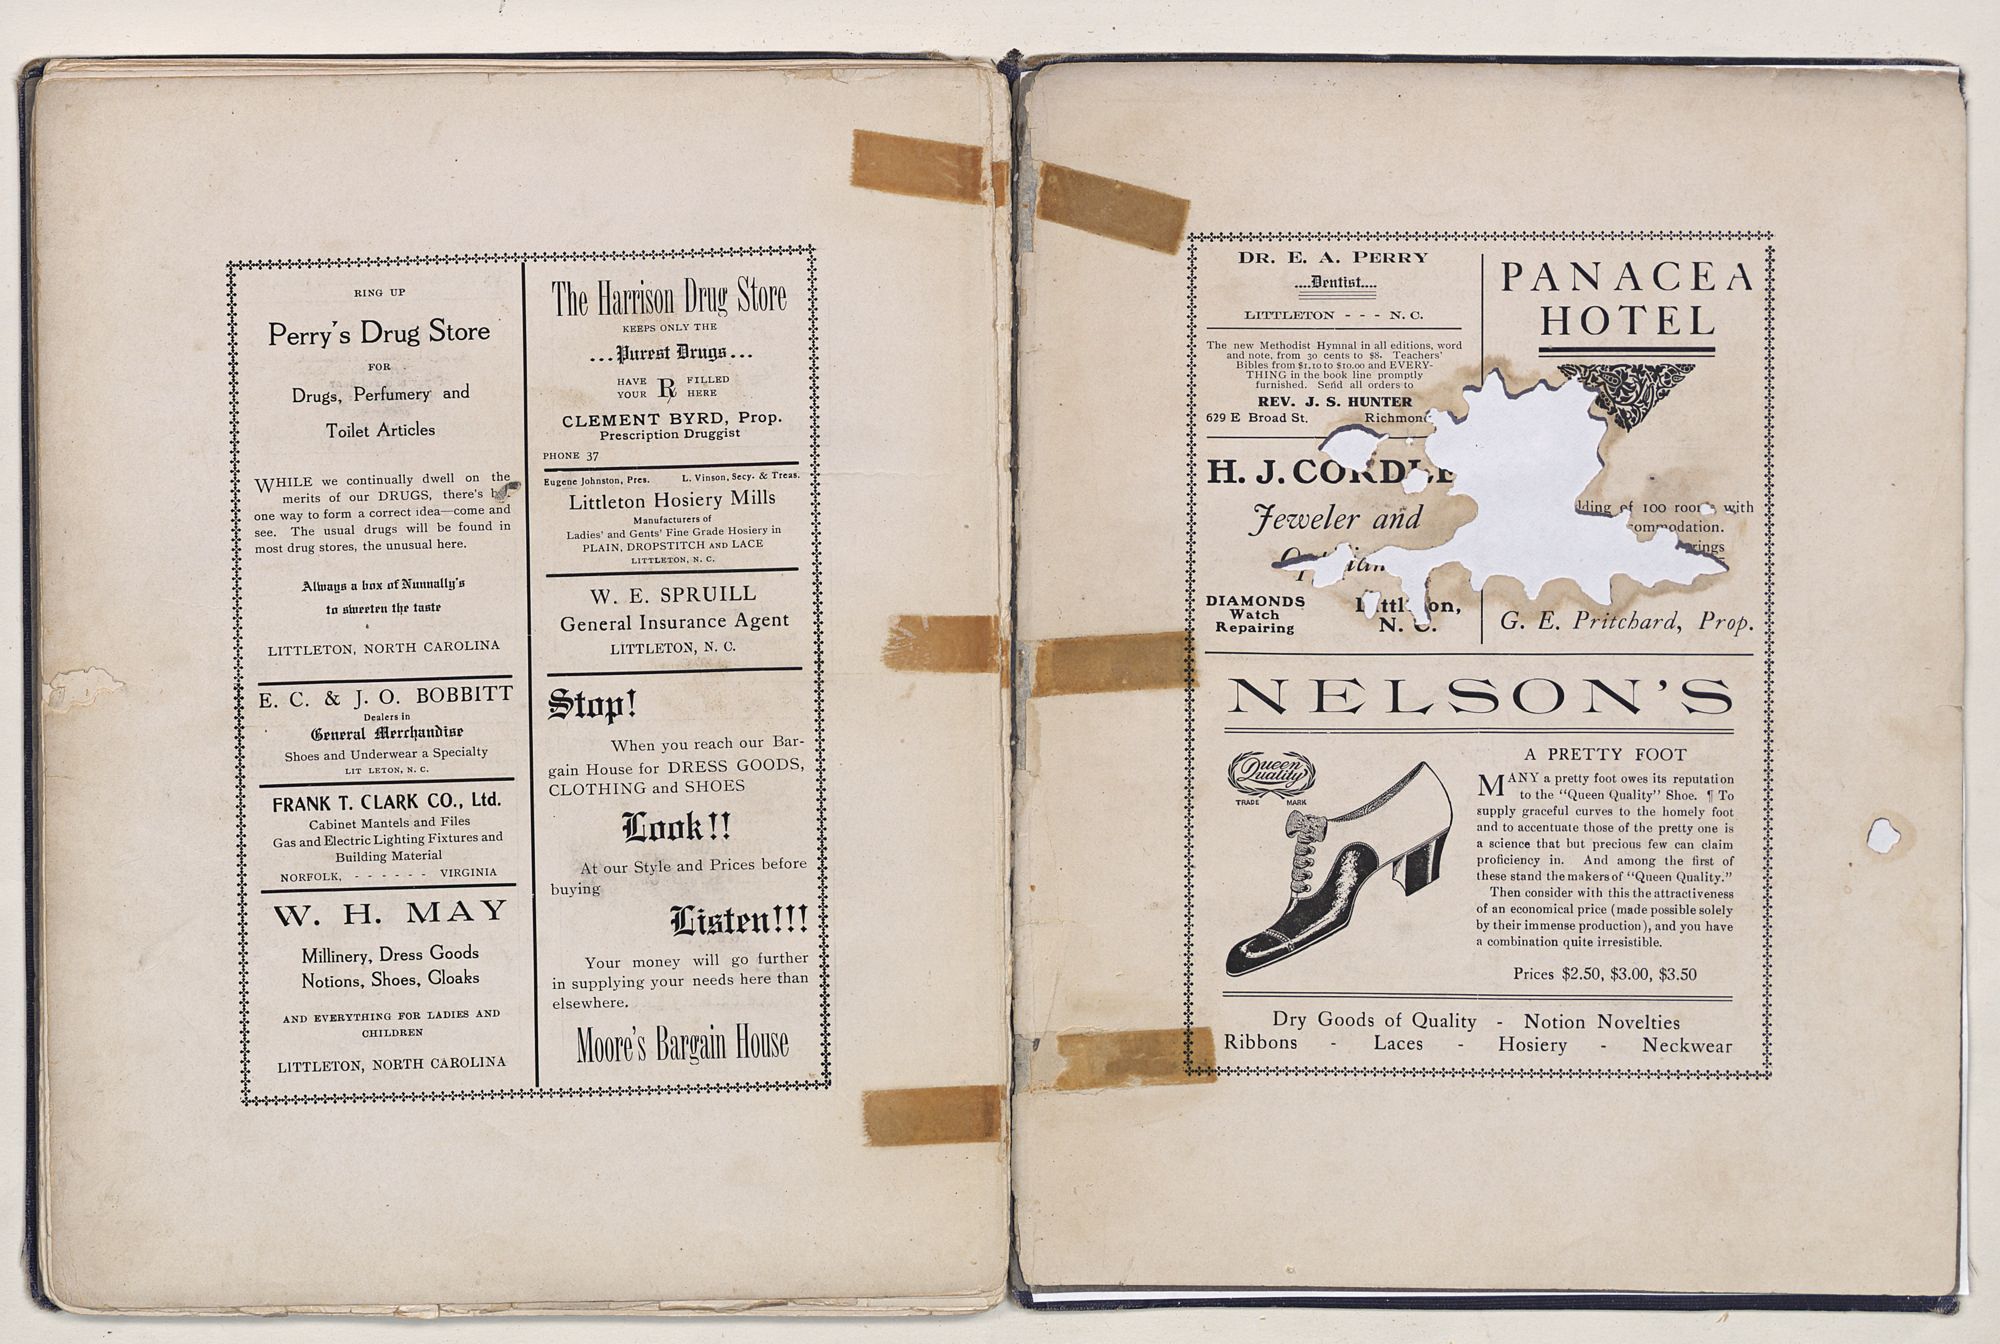 RING UP
Perry's Drug Store
FOR
Drugs, Perfumery and
Toilet Articles
WHILE we continually dwell on the
merits of our DRUGS, there's
one way to form a correct idea—come and
see. The usual drugs will be found in
most drug stores, the unusual here.
Always a box of Nunnally's
to sweeten the taste
LITTLETON, NORTH CAROLINA
E. C. & J. O. BOBBITT
Dealers in
General Merchandise
Shoes and Underwear a Specialty
LIT LETON, N. C.
FRANK T. CLARK CO., Ltd.
Cabinet Mantels and Files
Gas and Electric Lighting Fixtures and
Building Material
NORFOLK, - - - - - - VIRGINIA
W. H. MAY
Millinery, Dress Goods
Notions, Shoes, Cloaks
AND EVERYTHING FOR LADIES AND
CHILDREN
LITTLETON, NORTH CAROLINA
The Harrison Drug Store
KEEPS ONLY THE
...Purest Drugs...
HAVE YOUR ℞ FILLED HERE
CLEMENT BYRD, Prop.
Prescription Druggist
PHONE 37
Eugene Johnston, Pres. L. Vinson, Secy. & Treas.
Littleton Hosiery Mills
Manufacturers of
Ladies' and Gents' Fine Grade Hosiery in
PLAIN, DROPSTITCH AND LACE
LITTLETON, N. C.
W. E. SPRUILL
General Insurance Agent
LITTLETON, N. C.
Stop!
When you reach our Bar-
gain House for DRESS GOODS,
CLOTHING and SHOES
Look!!
At our Style and Prices before
buying
Listen!!!
Your money will go further
in supplying your needs here than
elsewhere.
Moore's Bargain House
DR. E. A. PERRY
....Dentist....
LITTLETON - - - N. C.
The new Methodist Hymnal in all editions, word
and note, from 30 cents to $8. Teachers'
Bibles from $1.10 to $10.00 and EVERY-
THING in the book line promptly
furnished. Send all orders to
REV. J. S. HUNTER
629 E Broad St. Richmond
H. J. CORDLE
Jeweler and
DIAMONDS
Watch
Repairing
Littleton,
N. C.
PANACEA
HOTEL
of 100 rooms with
G. E. Pritchard, Prop.
NELSON'S
Queen
Quality
TRADE MARK
A PRETTY FOOT
MANY a pretty foot owes its reputation
to the "Queen Quality" Shoe. ¶ To
supply graceful curves to the homely foot
and to accentuate those of the pretty one is
a science that but precious few can claim
proficiency in. And among the first of
these stand the makers of "Queen Quality."
Then consider with this the attractiveness
of an economical price (made possible solely
by their immense production), and you have
a combination quite irresistible.
Prices $2.50, $3.00, $3.50
Dry Goods of Quality - Notion Novelties
Ribbons - Laces - Hosiery - Neckwear